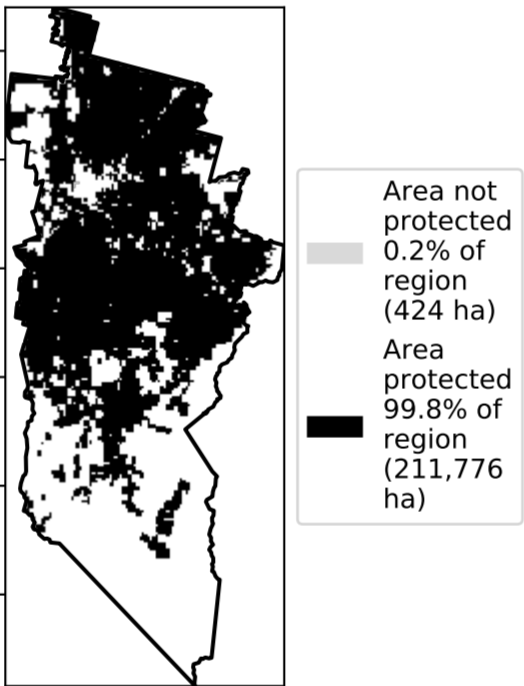 Area not
protected
0.2% of
region
(424 ha)
Area
protected
99.8% of
region
(211,776
ha)